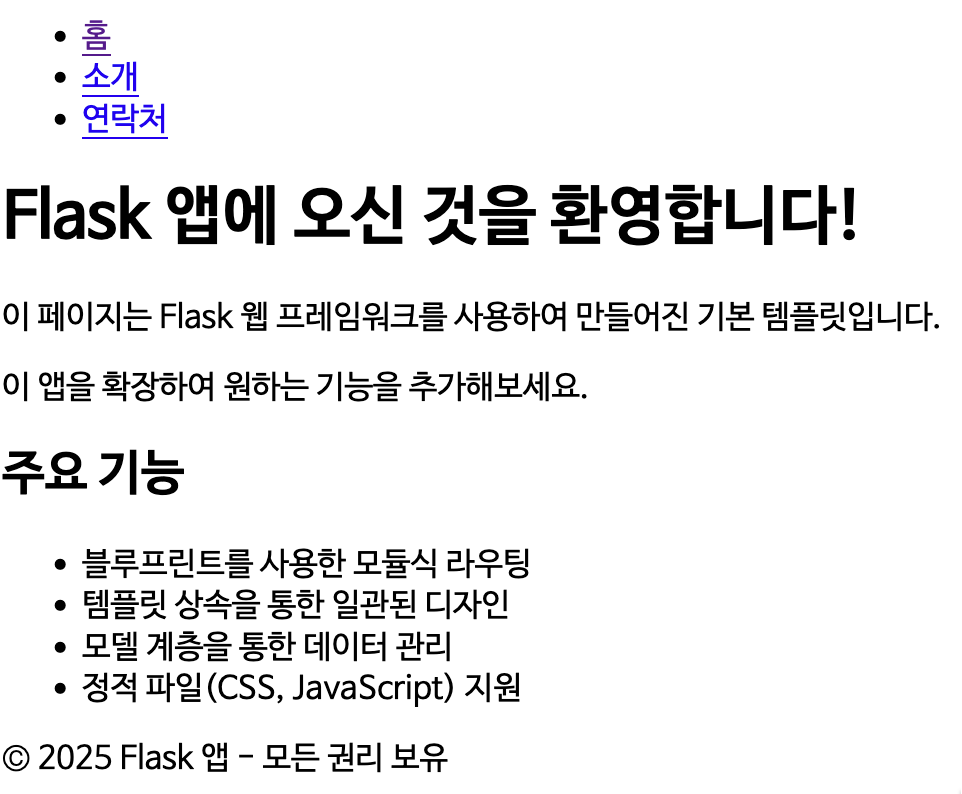 홈
소개
연락처
Flask 앱에 오신 것을 환영합니다!
이 페이지는 Flask 웹 프레임워크를 사용하여 만들어진 기본 템플릿입니다.
이 앱을 확장하여 원하는 기능을 추가해보세요.
주요 기능
블루프린트를 사용한 모듈식 라우팅
템플릿 상속을 통한 일관된 디자인
모델 계층을 통한 데이터 관리
정적 파일(CSS, JavaScript) 지원
© 2025 Flask 앱 - 모든 권리 보유